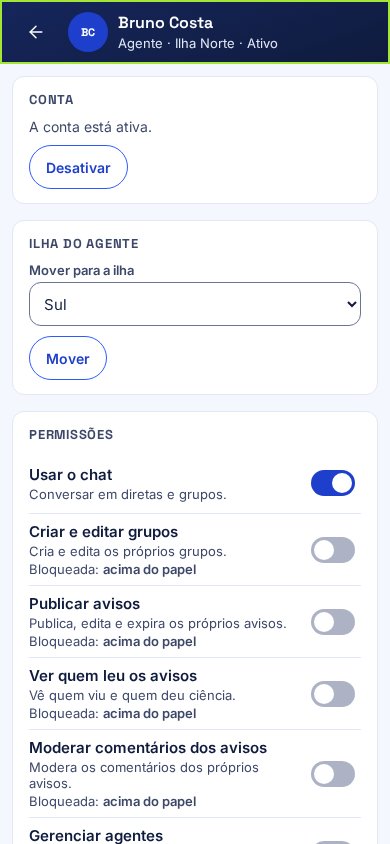 BC
Bruno Costa
Agente · Ilha Norte · Ativo
CONTA
A conta está ativa.
Desativar
ILHA DO AGENTE
Mover para a ilha
Sul
Mover
PERMISSÕES
Usar o chat
Conversar em diretas e grupos.
Criar e editar grupos
Cria e edita os próprios grupos.
Bloqueada: acima do papel
Publicar avisos
Publica, edita e expira os próprios avisos.
Bloqueada: acima do papel
Ver quem leu os avisos
Vê quem viu e quem deu ciência.
Bloqueada: acima do papel
Moderar comentários dos avisos
Modera os comentários dos próprios
avisos.
Bloqueada: acima do papel
Gerenciar agentes